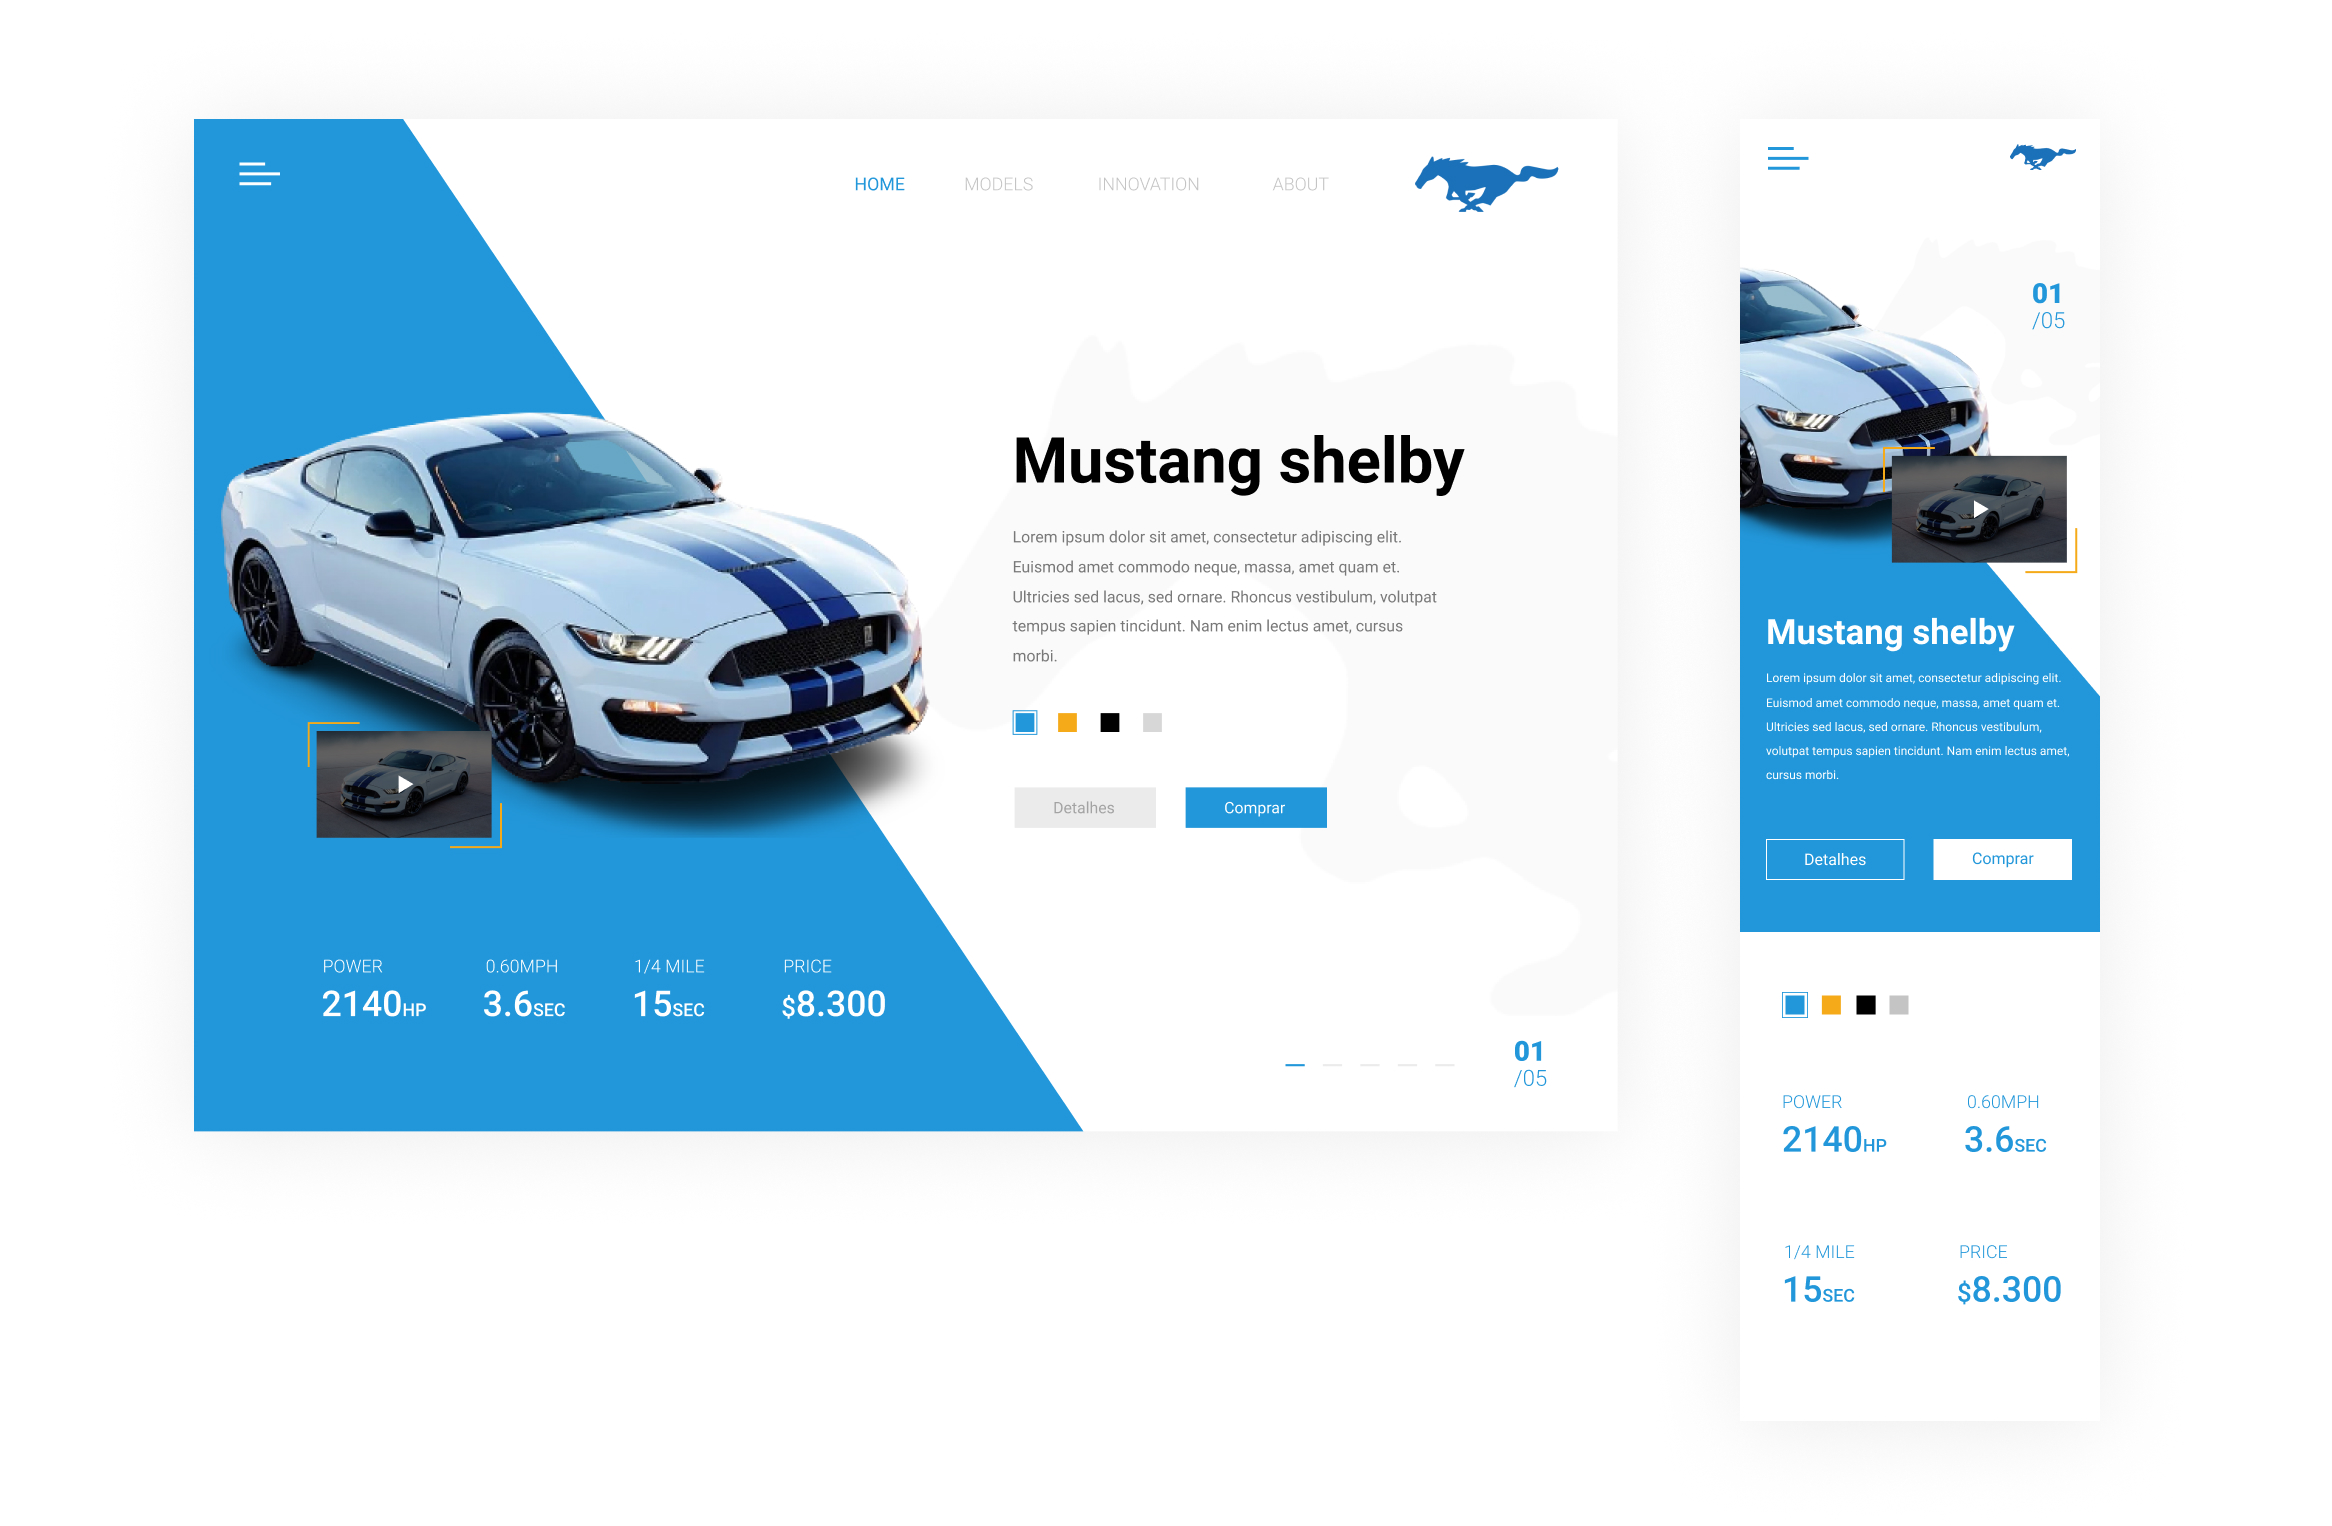 HOME MODELS INNOVATION ABOUT
Mustang shelby
Lorem ipsum dolor sit amet, consectetur adipiscing elit.
Euismod amet commodo neque, massa, amet quam et.
Ultricies sed lacus, sed ornare. Rhoncus vestibulum, volutpat
tempus sapien tincidunt. Nam enim lectus amet, cursus
morbi.
Detalhes Comprar
POWER 0.60MPH 1/4 MILE PRICE
2140HP 3.6SEC 15SEC $8.300
01
/05
01
/05
Mustang shelby
Lorem ipsum dolor sit amet, consectetur adipiscing elit.
Euismod amet commodo neque, massa, amet quam et.
Ultricies sed lacus, sed ornare. Rhoncus vestibulum,
volutpat tempus sapien tincidunt. Nam enim lectus amet,
cursus morbi.
Detalhes Comprar
POWER 0.60MPH
2140HP 3.6SEC
1/4 MILE PRICE
15SEC $8.300